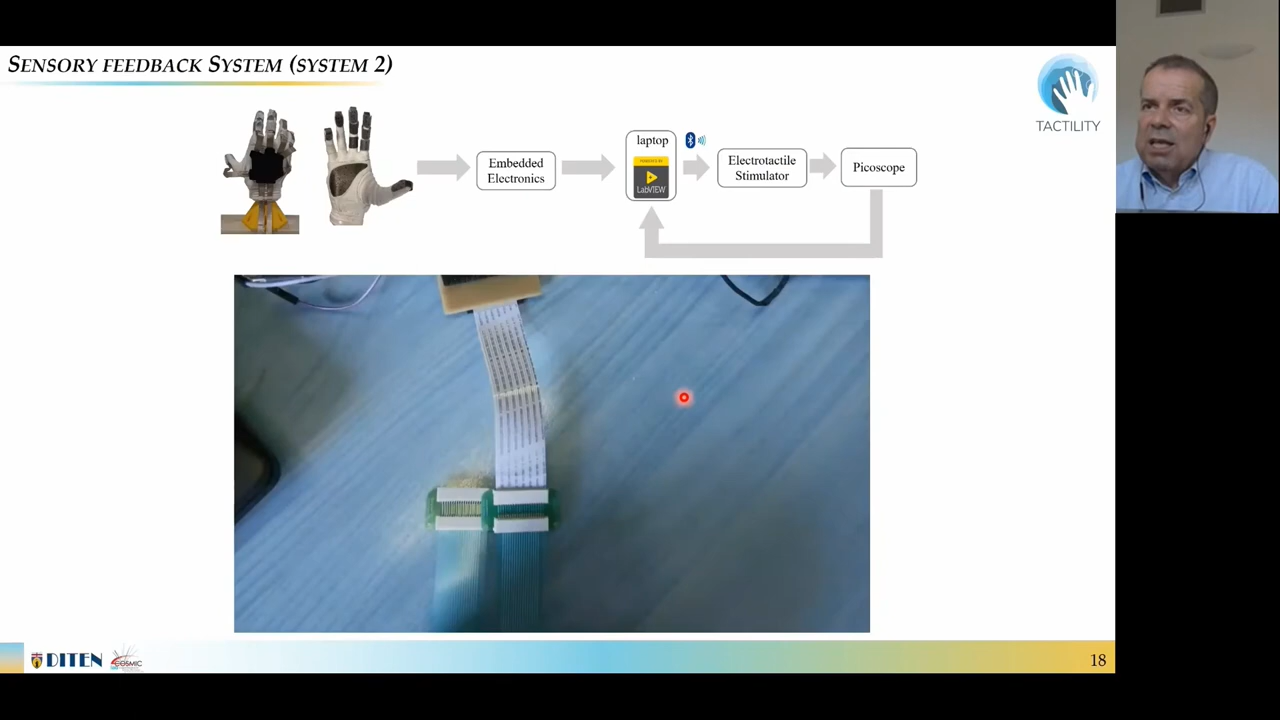 SENSORY FEEDBACK SYSTEM (SYSTEM 2)
TACTILITY
Embedded
Electronics
laptop
LabVIEW
Electrotactile
Stimulator
Picoscope
DITEN
COSMIC
18